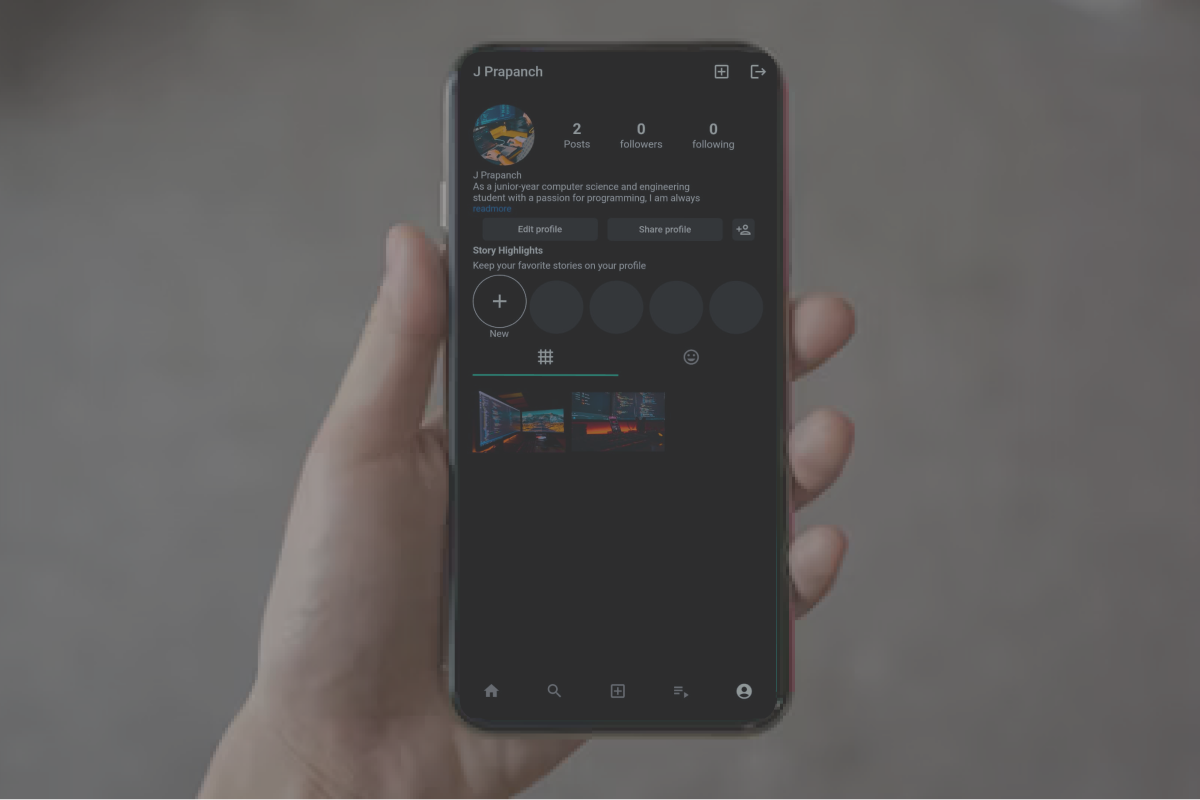 J Prapanch
2 0 0
Posts followers following
J Prapanch
As a junior-year computer science and engineering
student with a passion for programming, I am always
readmore
Edit profile Share profile
Story Highlights
Keep your favorite stories on your profile
New